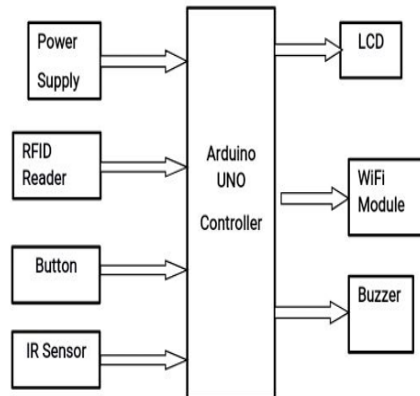 Power
Supply
RFID
Reader
Button
IR Sensor
Arduino
UNO
Controller
LCD
WiFi
Module
Buzzer